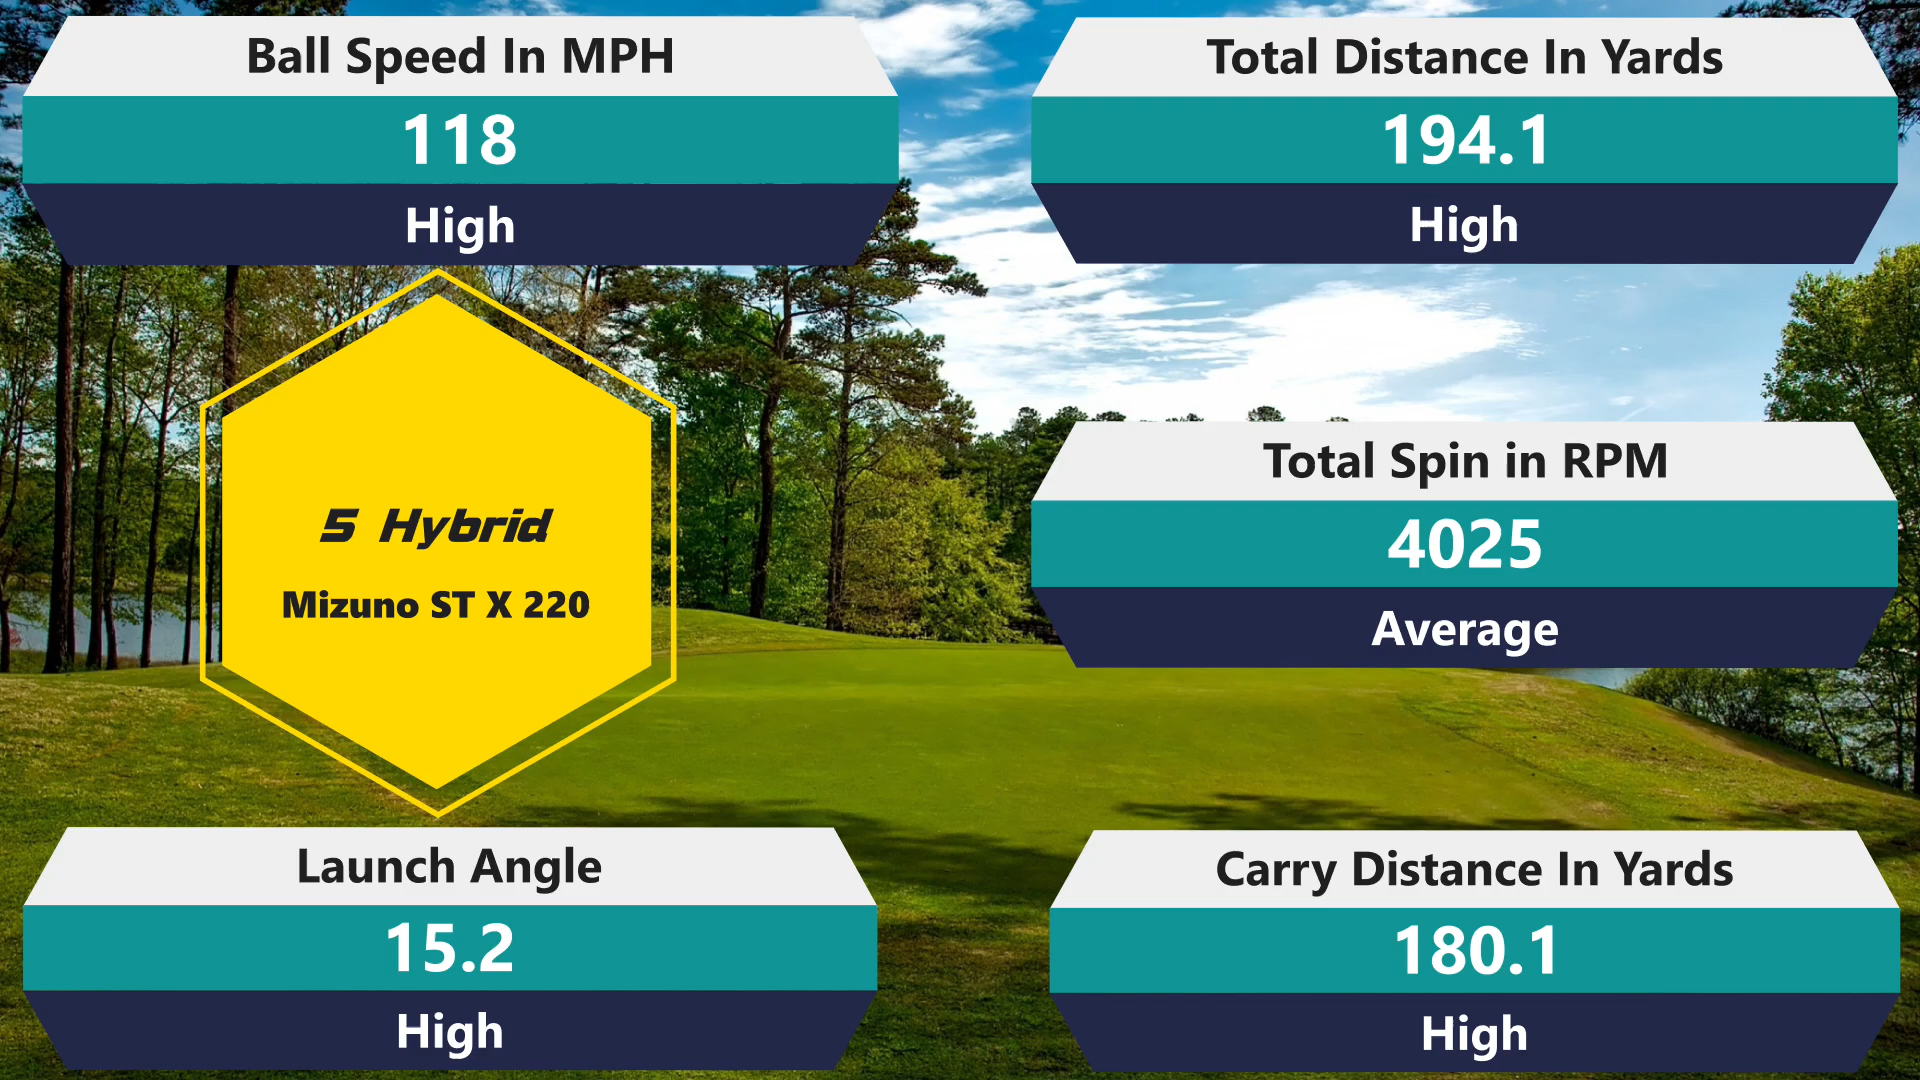 Ball Speed In MPH
118
High
Total Distance In Yards
194.1
High
5 Hybrid
Mizuno ST X 220
Total Spin in RPM
4025
Average
Launch Angle
15.2
High
Carry Distance In Yards
180.1
High